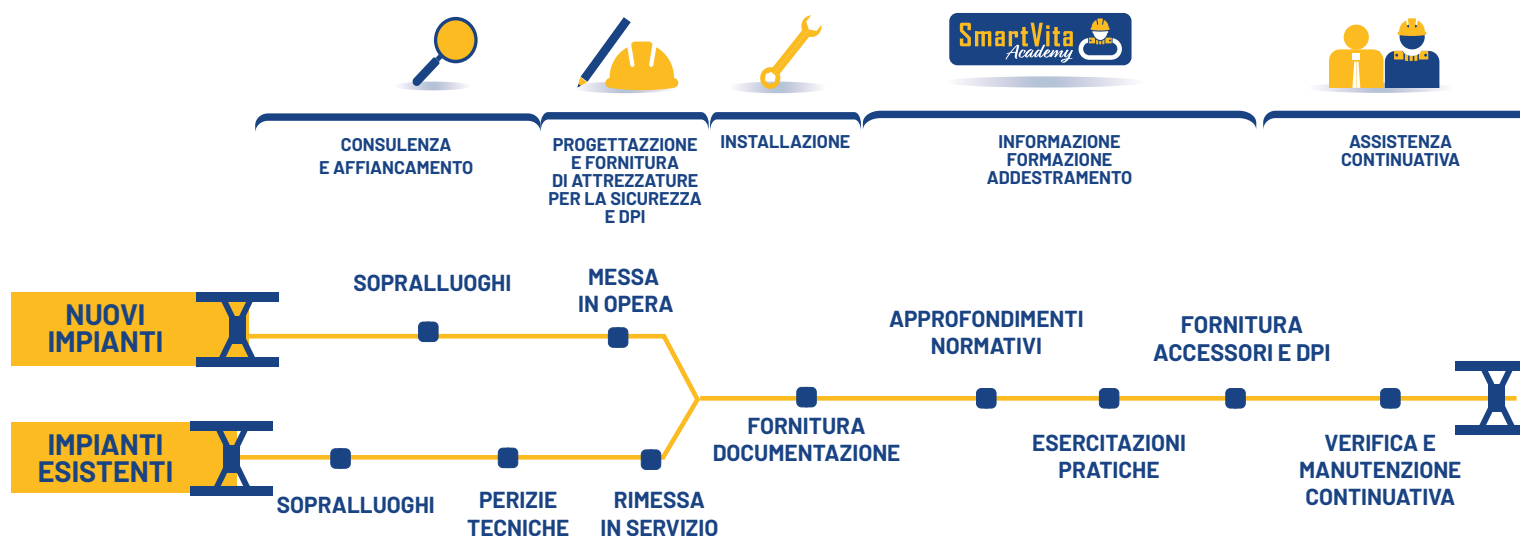 SmartVita
Academy
CONSULENZA
E AFFIANCAMENTO
PROGETTAZZIONE
E FORNITURA
DI ATTREZZATURE
PER LA SICUREZZA
E DPI
INSTALLAZIONE
INFORMAZIONE
FORMAZIONE
ADDESTRAMENTO
ASSISTENZA
CONTINUATIVA
NUOVI
IMPIANTI
SOPRALLUOGHI
MESSA
IN OPERA
IMPIANTI
ESISTENTI
SOPRALLUOGHI
PERIZIE
TECNICHE
RIMESSA
IN SERVIZIO
FORNITURA
DOCUMENTAZIONE
APPROFONDIMENTI
NORMATIVI
ESERCITAZIONI
PRATICHE
FORNITURA
ACCESSORI E DPI
VERIFICA E
MANUTENZIONE
CONTINUATIVA